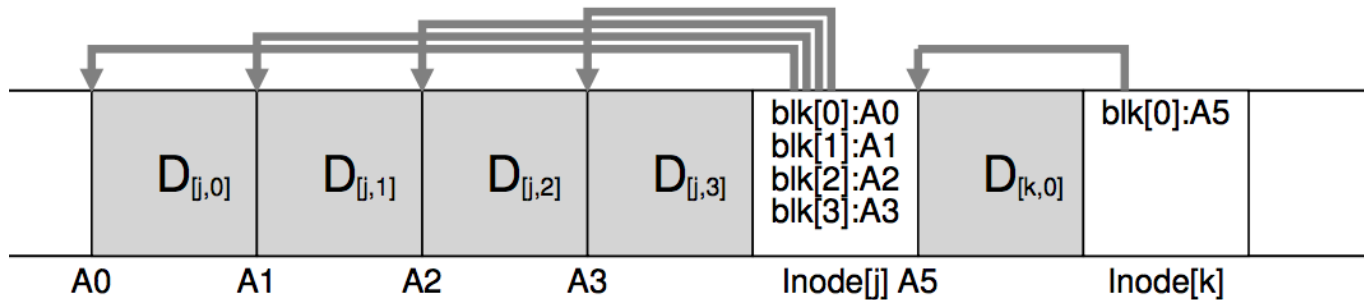 blk[0]:A0
blk[1]:A1
blk[2]:A2
blk[3]:A3
blk[0]:A5
D[j,0]
D[j,1]
D[j,2]
D[j,3]
D[k,0]
A0 A1 A2 A3 Inode[j] A5 Inode[k]